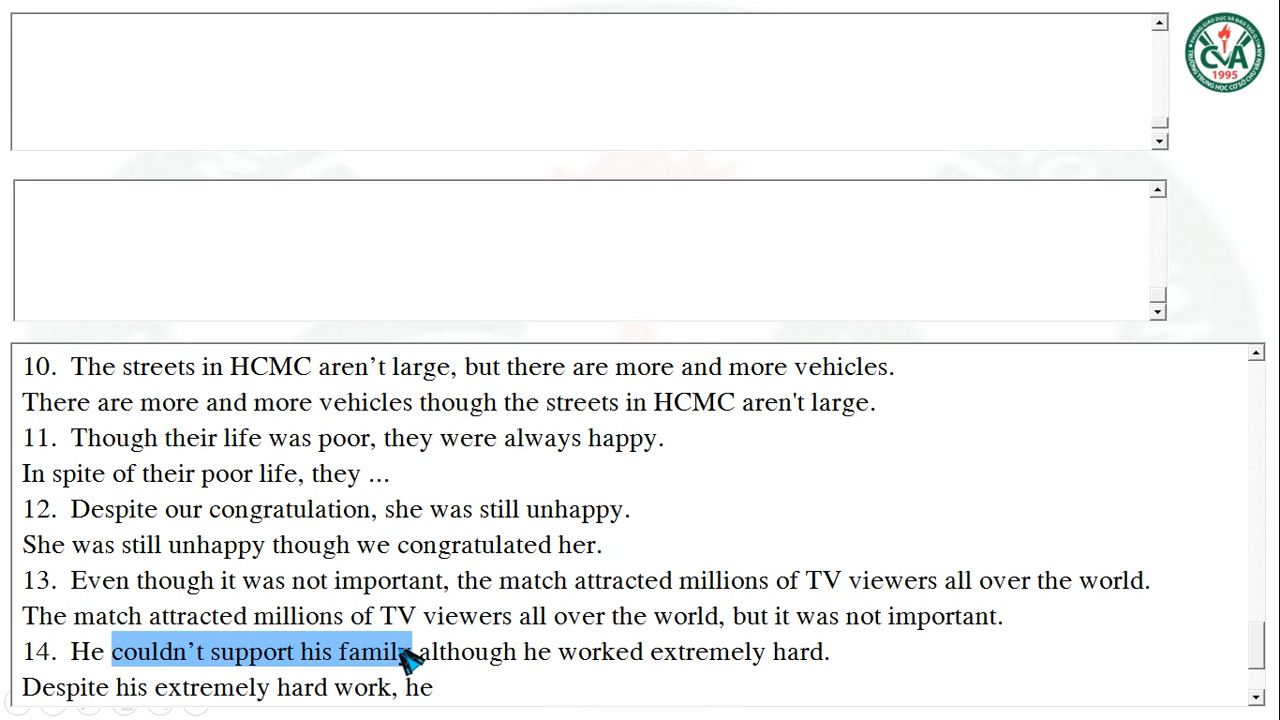 CVA
1995
10. The streets in HCMC aren’t large, but there are more and more vehicles.
There are more and more vehicles though the streets in HCMC aren't large.
11. Though their life was poor, they were always happy.
In spite of their poor life, they ...
12. Despite our congratulation, she was still unhappy.
She was still unhappy though we congratulated her.
13. Even though it was not important, the match attracted millions of TV viewers all over the world.
The match attracted millions of TV viewers all over the world, but it was not important.
14. He couldn’t support his family although he worked extremely hard.
Despite his extremely hard work, he